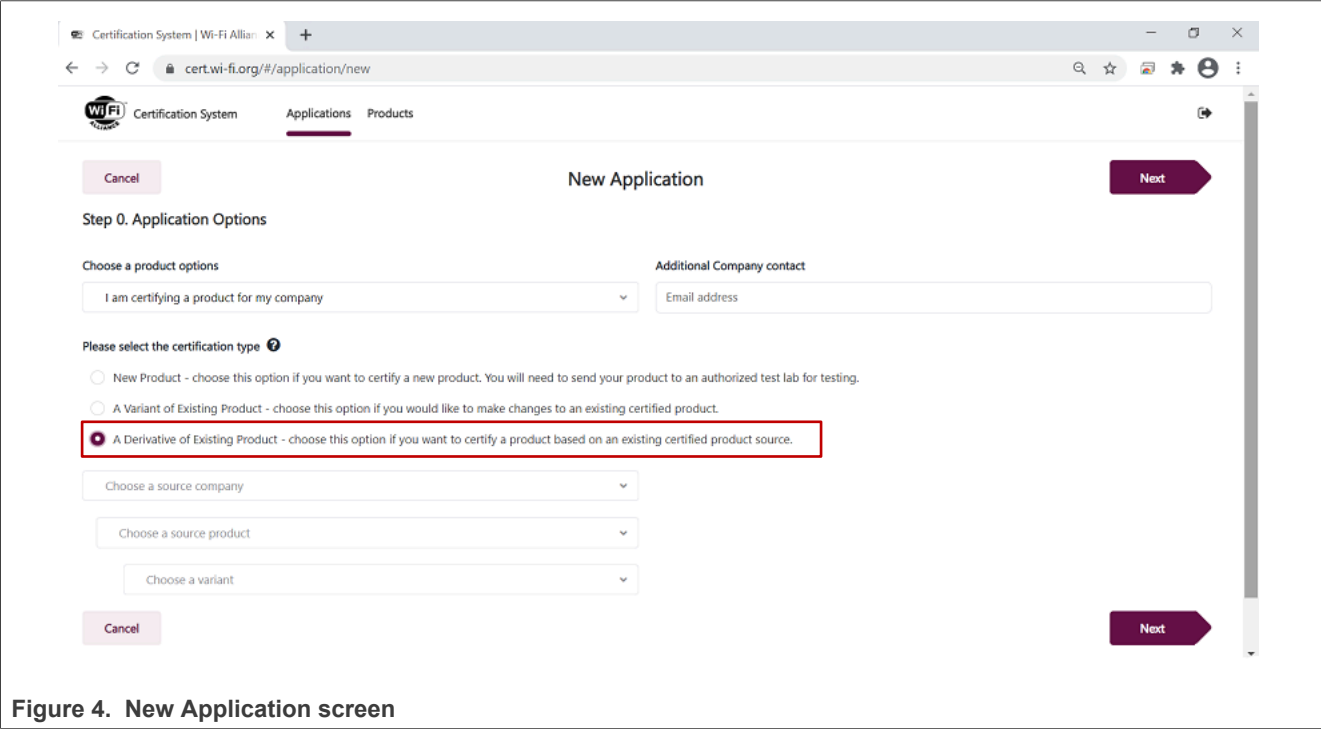 Certification System | Wi-Fi Allian
cert.wi-fi.org/#/application/new
WiFi ALLIANCE Certification System Applications Products
Cancel New Application Next
Step 0. Application Options
Choose a product options Additional Company contact
I am certifying a product for my company Email address
Please select the certification type ?
New Product - choose this option if you want to certify a new product. You will need to send your product to an authorized test lab for testing.
A Variant of Existing Product - choose this option if you would like to make changes to an existing certified product.
A Derivative of Existing Product - choose this option if you want to certify a product based on an existing certified product source.
Choose a source company
Choose a source product
Choose a variant
Cancel Next
Figure 4. New Application screen